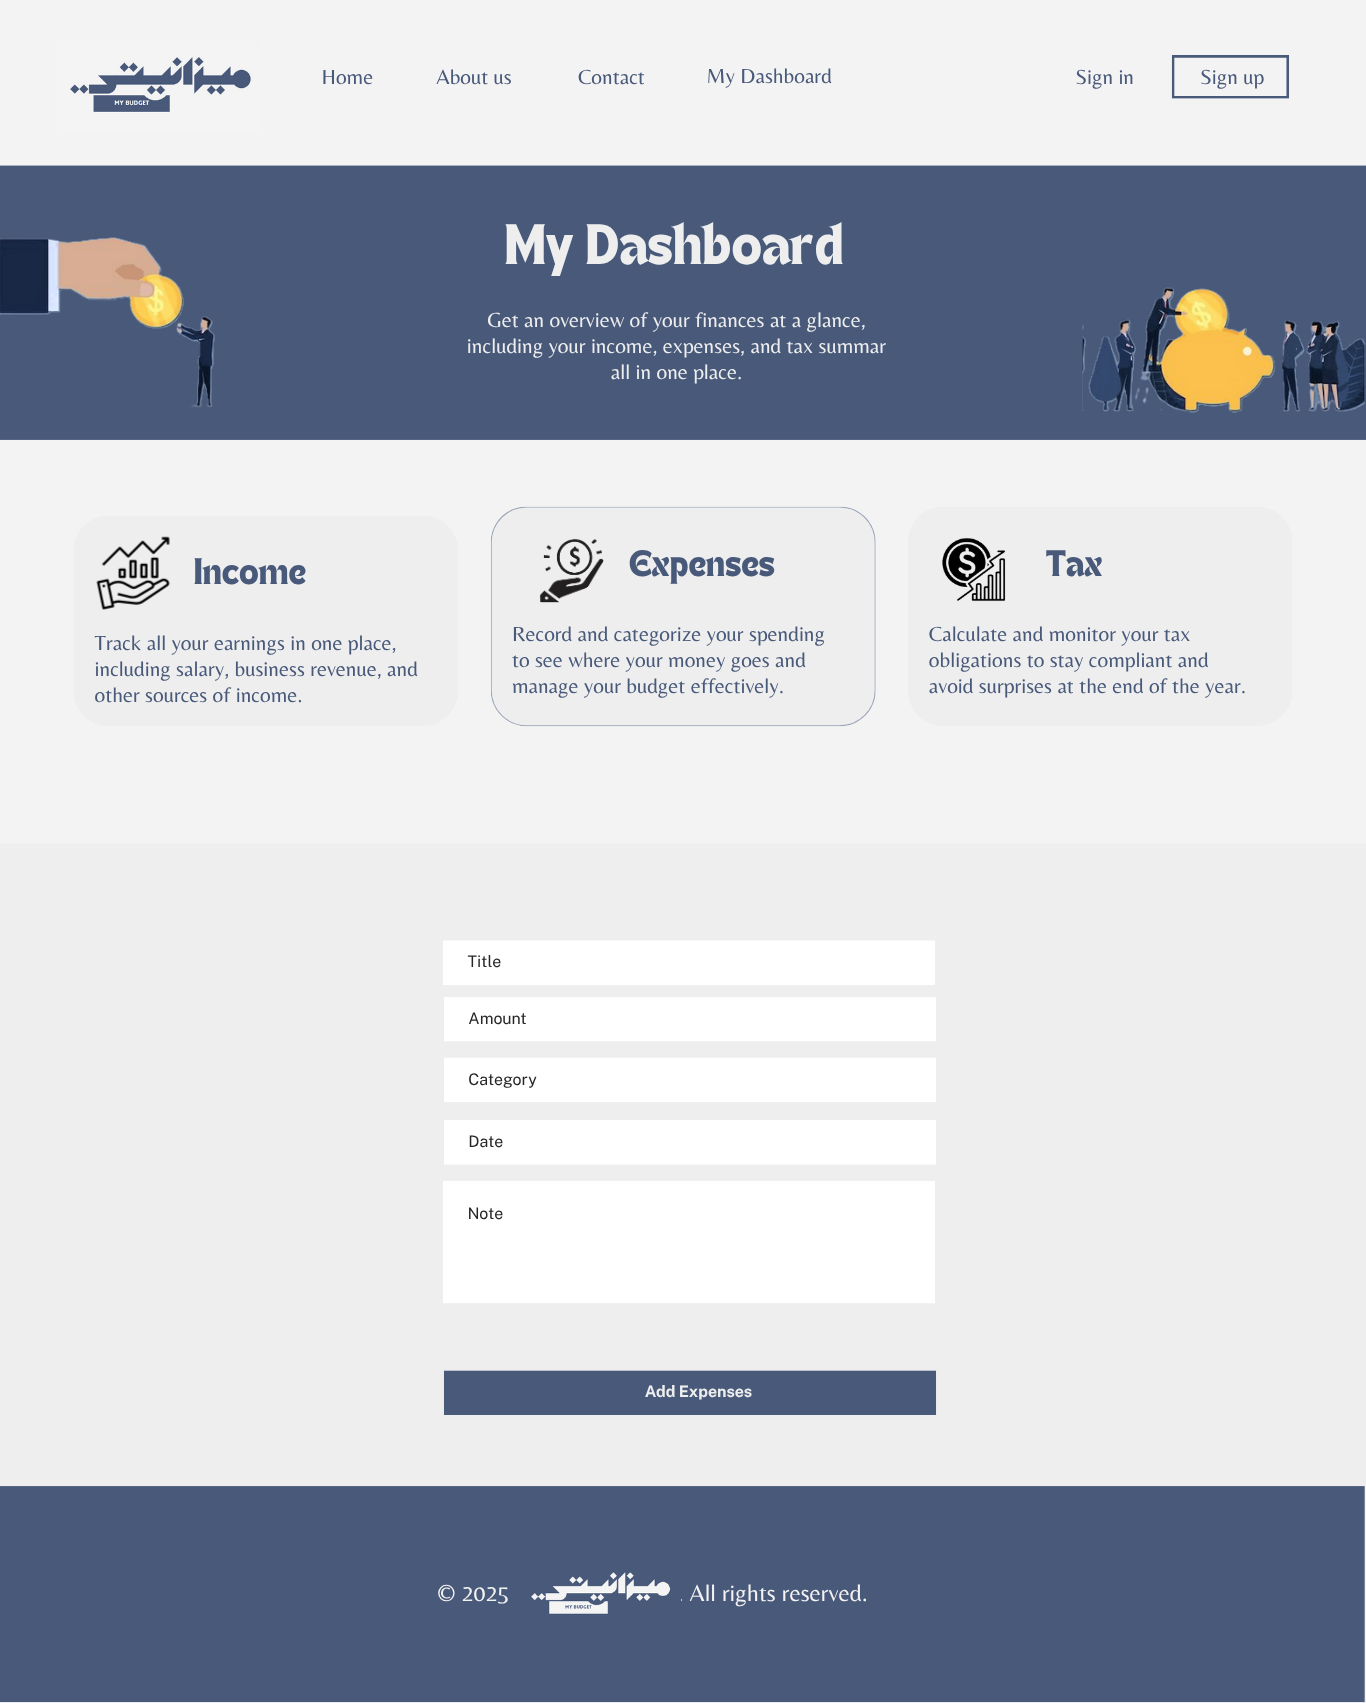 ميزانيتي..
MY BUDGET
Home
About us
Contact
My Dashboard
Sign in
Sign up
My Dashboard
Get an overview of your finances at a glance,
including your income, expenses, and tax summar
all in one place.
Income
Track all your earnings in one place,
including salary, business revenue, and
other sources of income.
Expenses
Record and categorize your spending
to see where your money goes and
manage your budget effectively.
Tax
Calculate and monitor your tax
obligations to stay compliant and
avoid surprises at the end of the year.
Title
Amount
Category
Date
Note
Add Expenses
© 2025 ميزانيتي.. . All rights reserved.
MY BUDGET